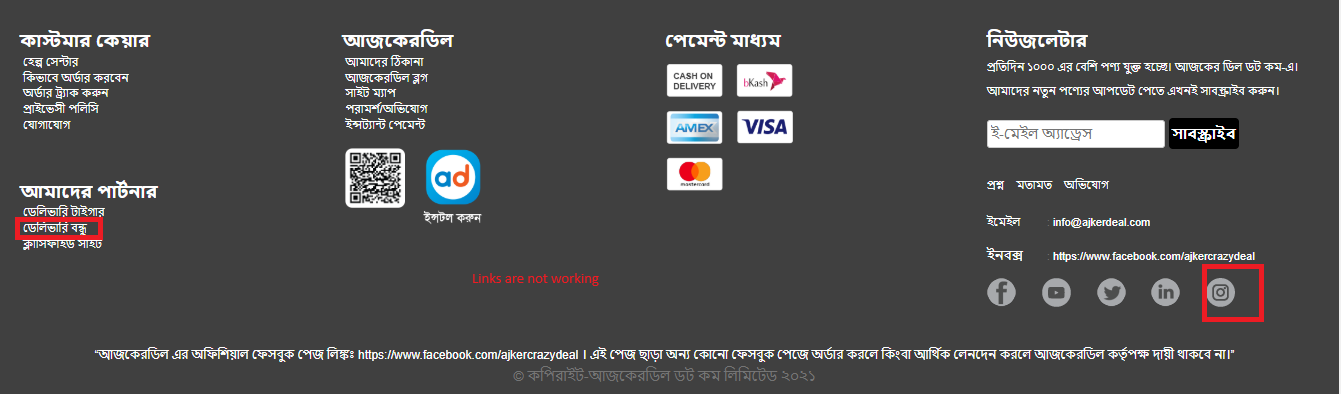 কাস্টমার কেয়ার
হেল্প সেন্টার
কিভাবে অর্ডার করবেন
অর্ডার ট্র্যাক করুন
প্রাইভেসী পলিসি
যোগাযোগ
আমাদের পার্টনার
ডেলিভারি টাইগার
ডেলিভারি বন্ধু
ক্লাসিফাইড সাইট
আজকেরডিল
আমাদের ঠিকানা
আজকেরডিল ব্লগ
সাইট ম্যাপ
পরামর্শ/অভিযোগ
ইন্সট্যান্ট পেমেন্ট
ad
ইন্সটল করুন
পেমেন্ট মাধ্যম
CASH ON
DELIVERY
bKash
AMEX
VISA
mastercard
নিউজলেটার
প্রতিদিন ১০০০ এর বেশি পণ্য যুক্ত হচ্ছে। আজকের ডিল ডট কম-এ।
আমাদের নতুন পণ্যের আপডেট পেতে এখনই সাবস্ক্রাইব করুন।
ই-মেইল অ্যাড্রেস
সাবস্ক্রাইব
প্রশ্ন মতামত অভিযোগ
ইমেইল : info@ajkerdeal.com
ইনবক্স : https://www.facebook.com/ajkercrazydeal
Links are not working
“আজকেরডিল এর অফিশিয়াল ফেসবুক পেজ লিঙ্কঃ https://www.facebook.com/ajkercrazydeal । এই পেজ ছাড়া অন্য কোনো ফেসবুক পেজে অর্ডার করলে কিংবা আর্থিক লেনদেন করলে আজকেরডিল কর্তৃপক্ষ দায়ী থাকবে না।”
© কপিরাইট-আজকেরডিল ডট কম লিমিটেড ২০২১